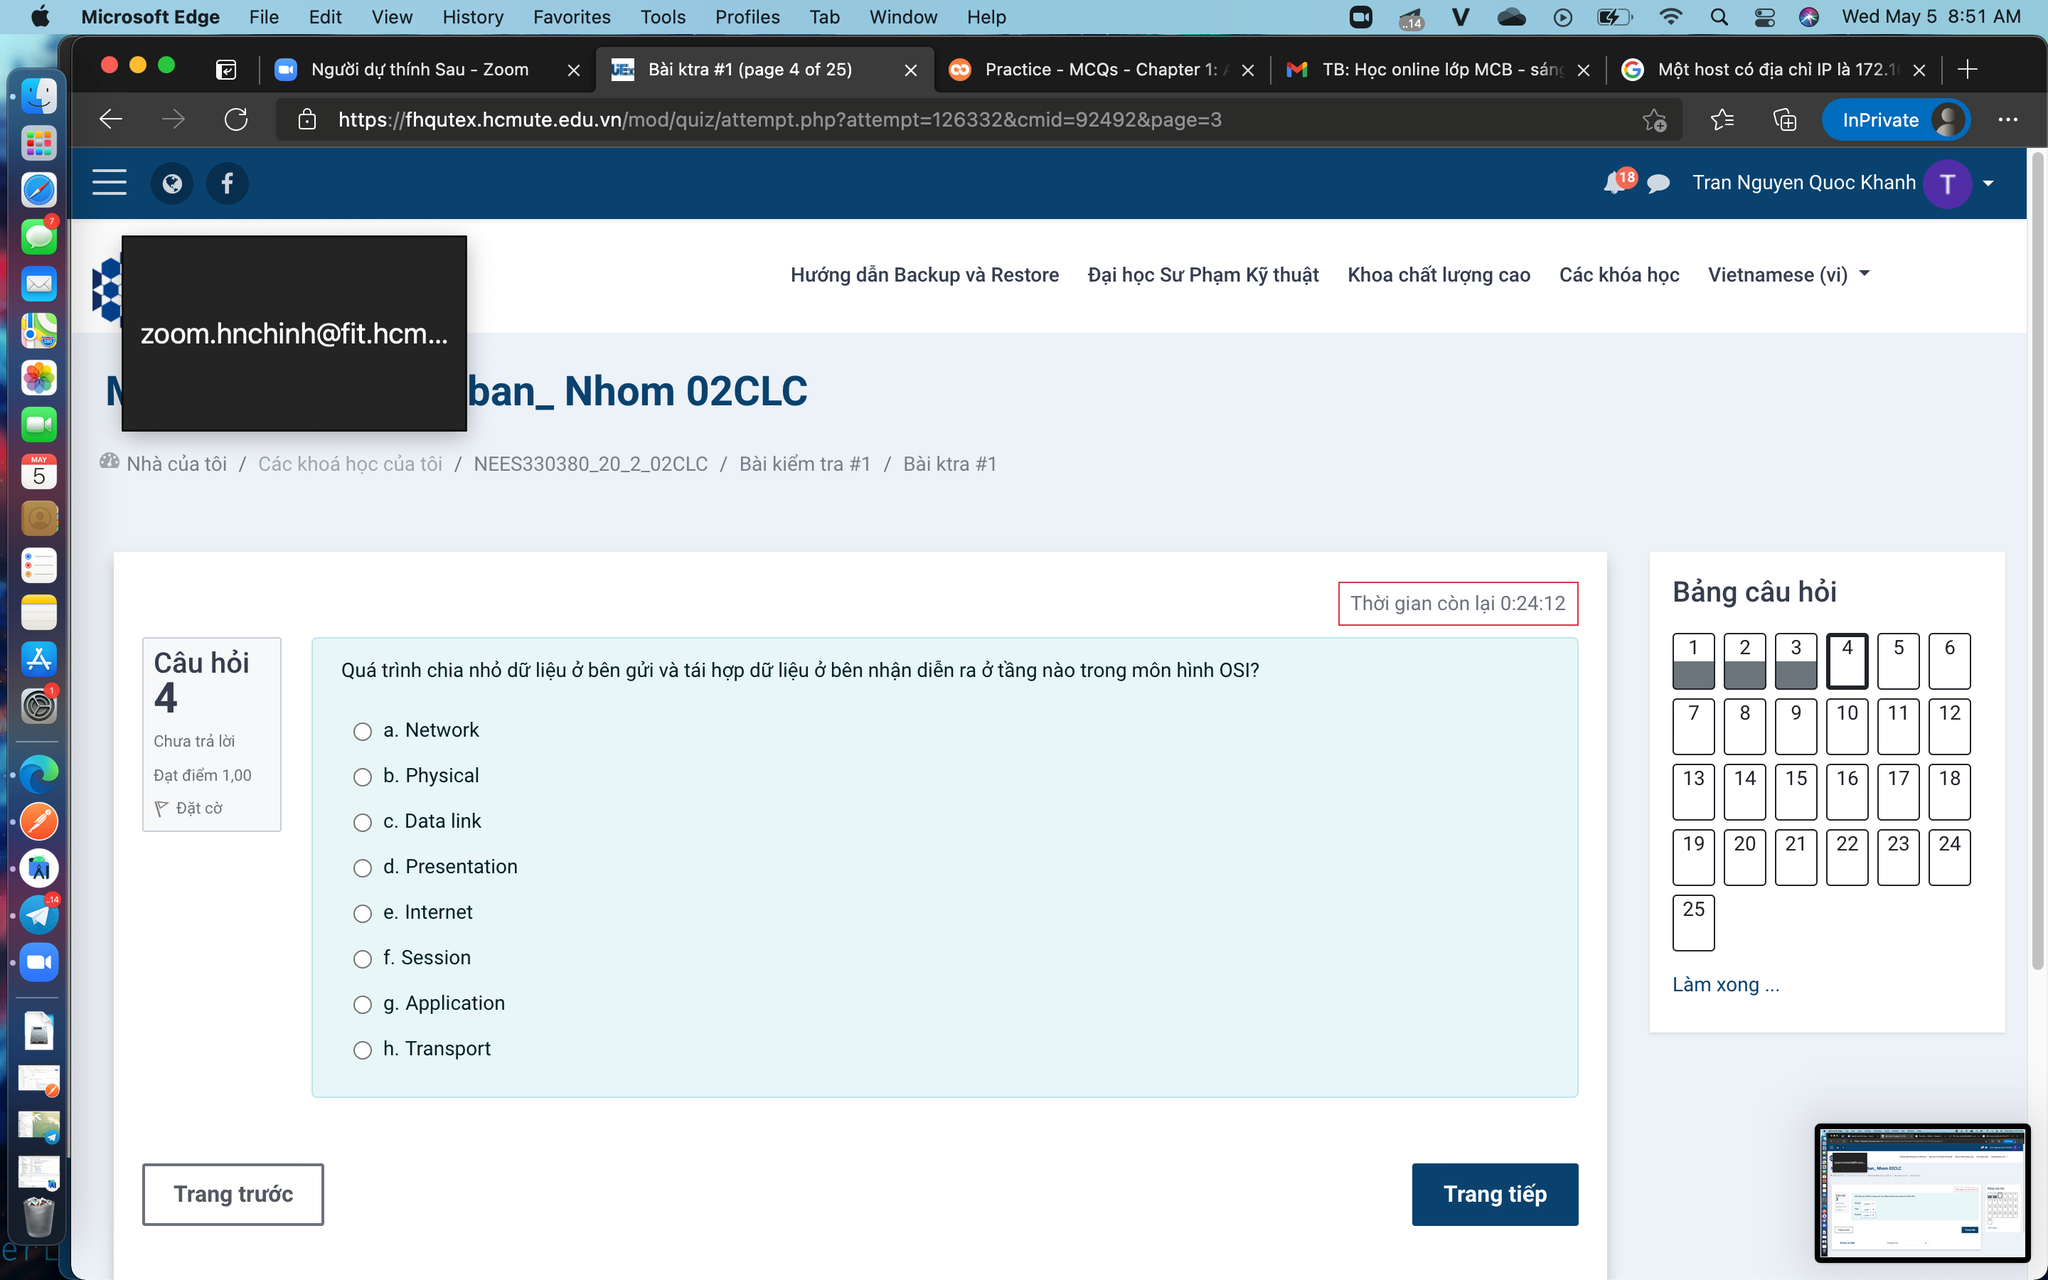 Microsoft Edge File Edit View History Favorites Tools Profiles Tab Window Help
..14
V
Wed May 5 8:51 AM
Người dự thính Sau - Zoom
UTEx
Bài ktra #1 (page 4 of 25)
Practice - MCQs - Chapter 1:
TB: Học online lớp MCB - sáng
Một host có địa chỉ IP là 172.1
https://fhqutex.hcmute.edu.vn/mod/quiz/attempt.php?attempt=126332&cmid=92492&page=3
InPrivate
18
Tran Nguyen Quoc Khanh
T
zoom.hnchinh@fit.hcm...
Hướng dẫn Backup và Restore
Đại học Sư Phạm Kỹ thuật
Khoa chất lượng cao
Các khóa học
Vietnamese (vi)
ban_ Nhom 02CLC
Nhà của tôi / Các khoá học của tôi / NEES330380_20_2_02CLC / Bài kiểm tra #1 / Bài ktra #1
Thời gian còn lại 0:24:12
Câu hỏi
4
Chưa trả lời
Đạt điểm 1,00
Đặt cờ
Quá trình chia nhỏ dữ liệu ở bên gửi và tái hợp dữ liệu ở bên nhận diễn ra ở tầng nào trong môn hình OSI?
a. Network
b. Physical
c. Data link
d. Presentation
e. Internet
f. Session
g. Application
h. Transport
Trang trước
Trang tiếp
Bảng câu hỏi
1 2 3 4 5 6
7 8 9 10 11 12
13 14 15 16 17 18
19 20 21 22 23 24
25
Làm xong ...
7
MAY
5
1
..14